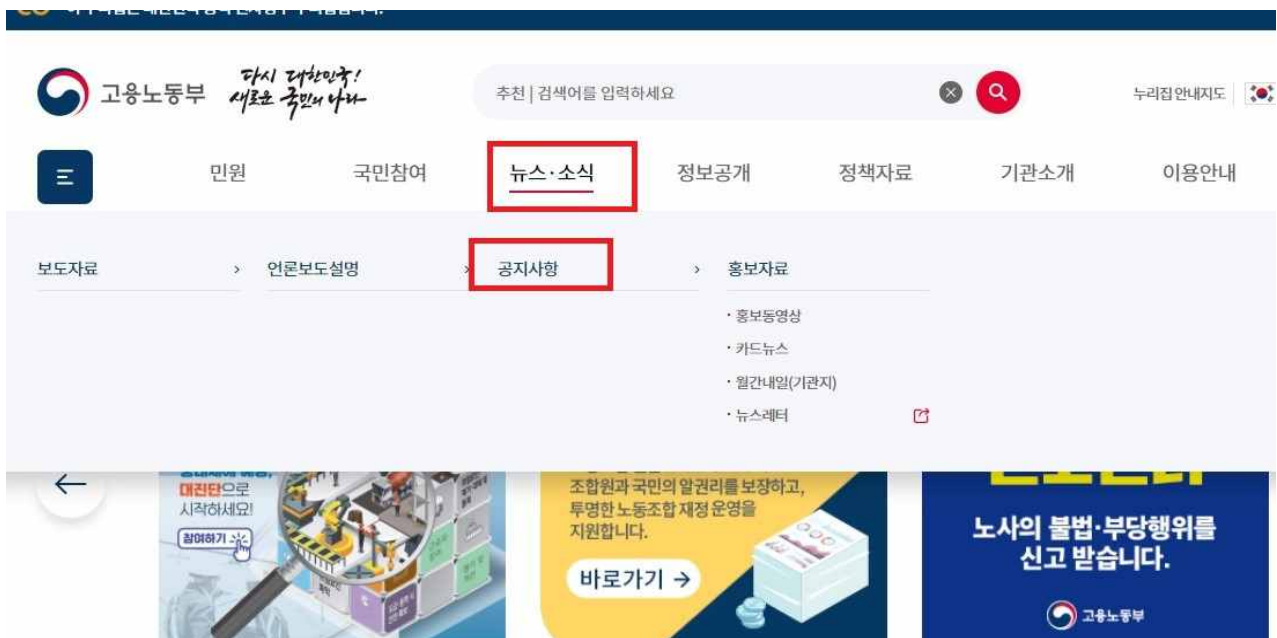 고용노동부
다시 대한민국!
새로운 국민의 나라
추천 | 검색어를 입력하세요
누리집 안내지도
민원
국민참여
뉴스·소식
정보공개
정책자료
기관소개
이용안내
보도자료
언론보도설명
공지사항
홍보자료
· 홍보동영상
· 카드뉴스
· 월간내일(기관지)
· 뉴스레터
대진단으로
시작하세요!
참여하기
조합원과 국민의 알권리를 보장하고,
투명한 노동조합 재정 운영을
지원합니다.
바로가기 →
노사의 불법·부당행위를
신고 받습니다.
고용노동부